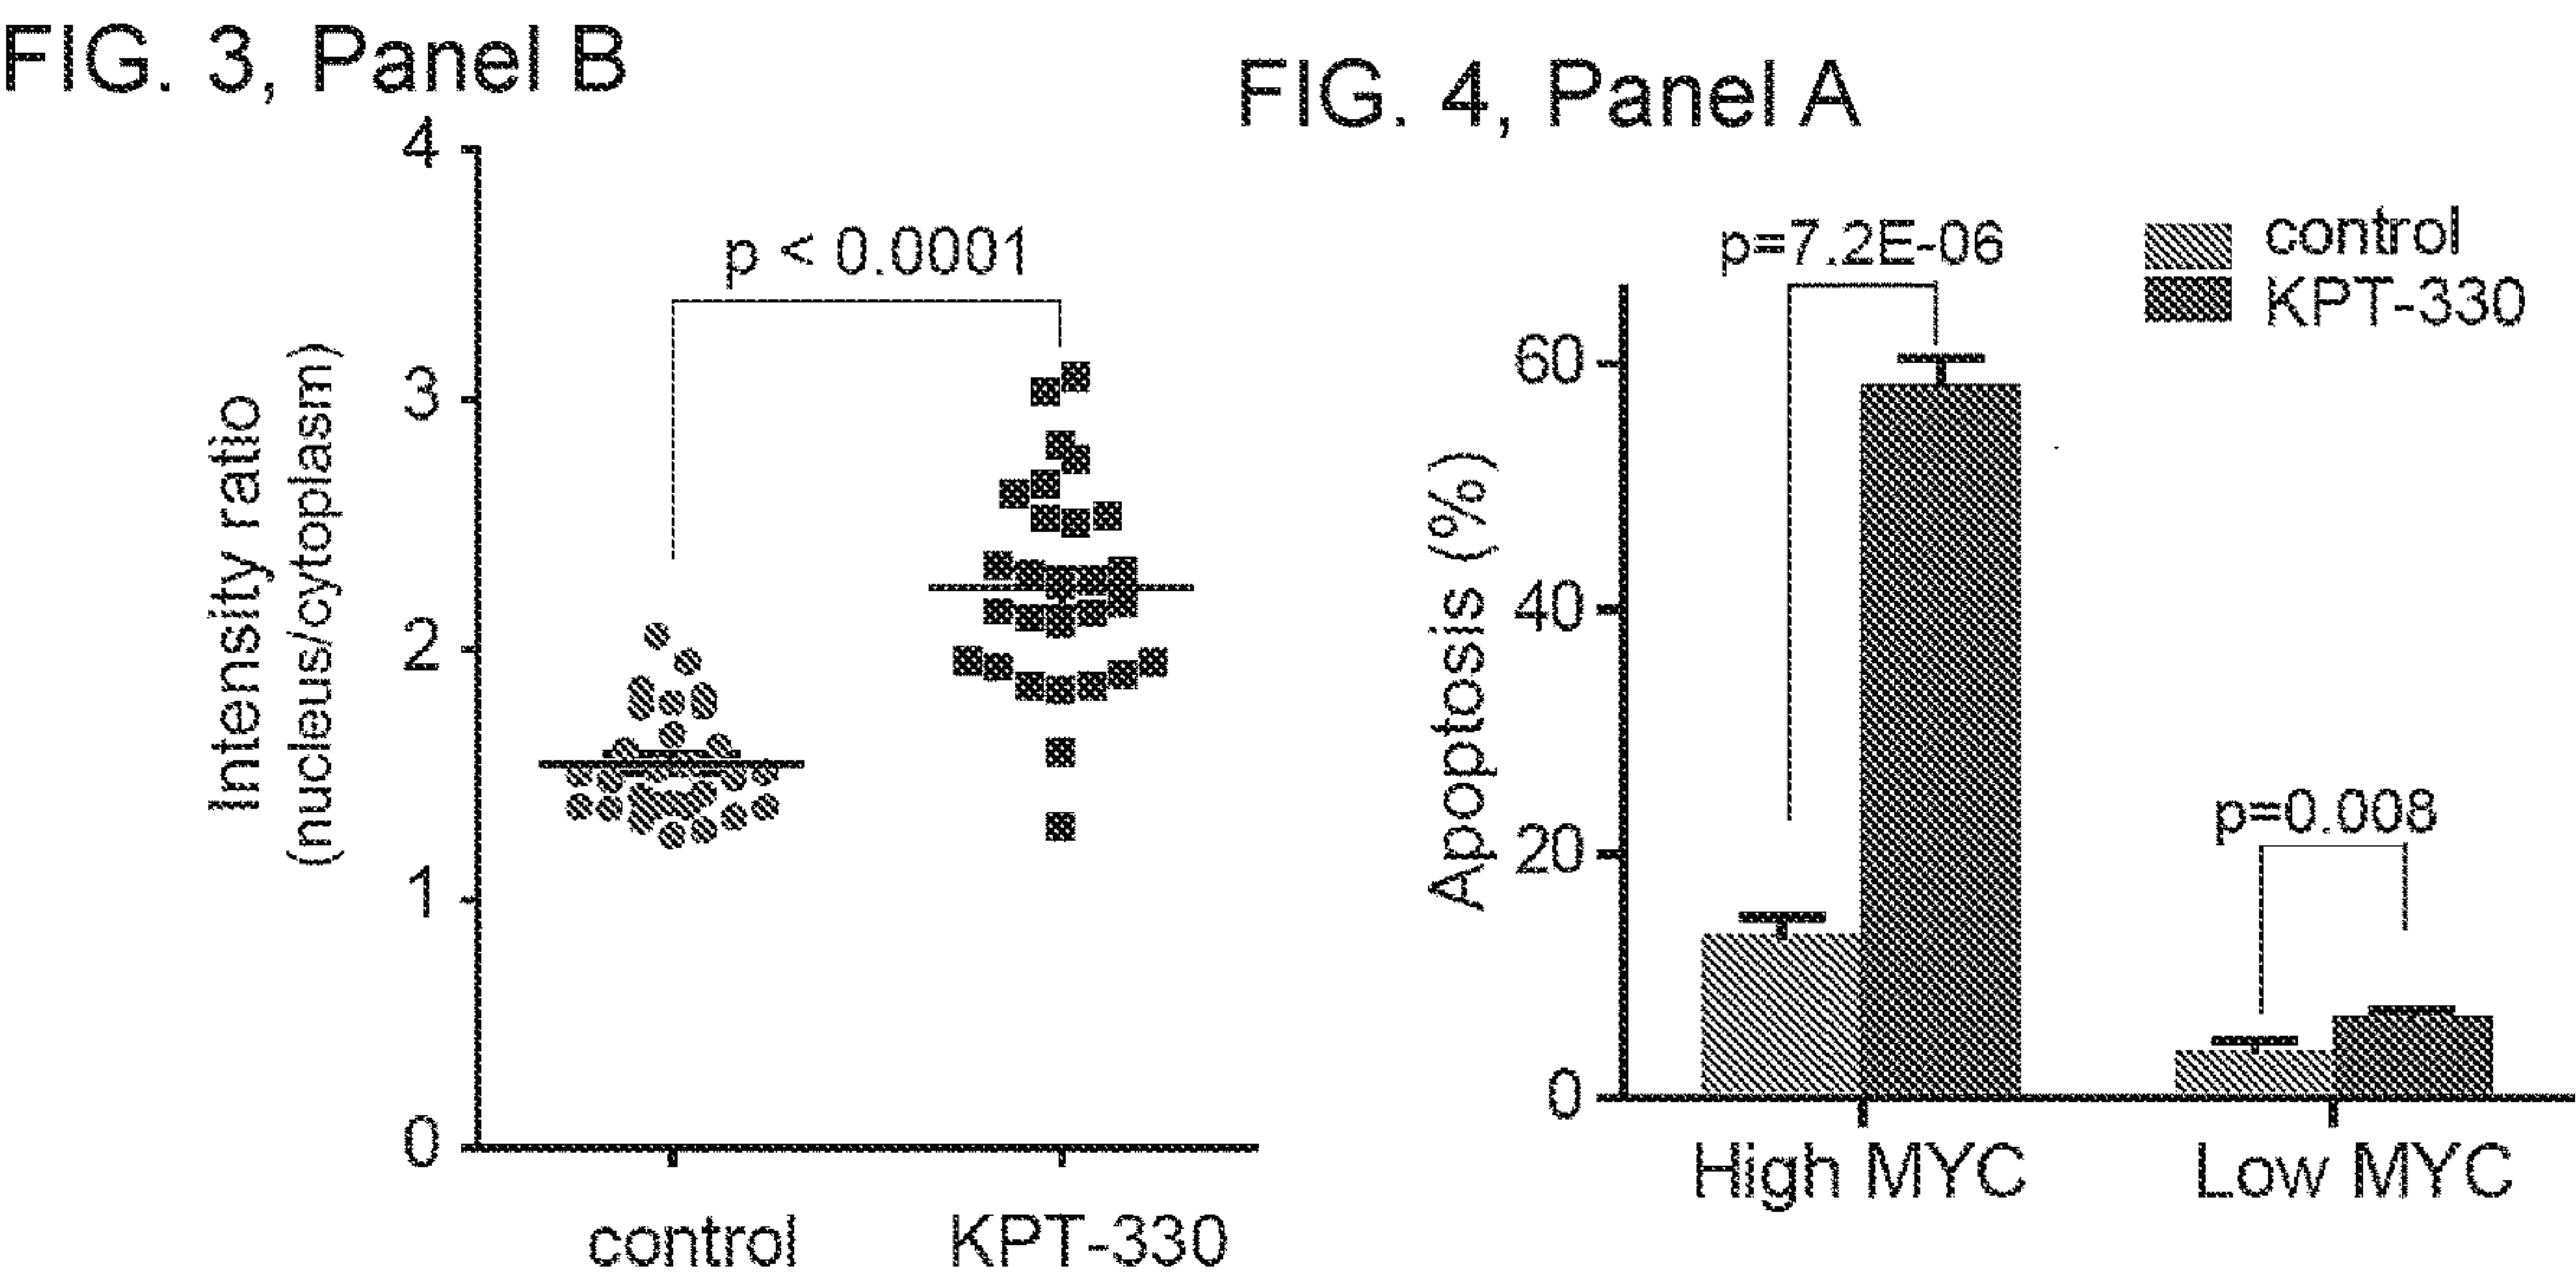 FIG. 3, Panel B
4
3
2
1
0
Intensity ratio
(nucleus/cytoplasm)
p < 0.0001
control
KPT-330
FIG. 4, Panel A
control
KPT-330
p=7.2E-06
p=0.008
60
40
20
0
Apoptosis (%)
High MYC
Low MYC